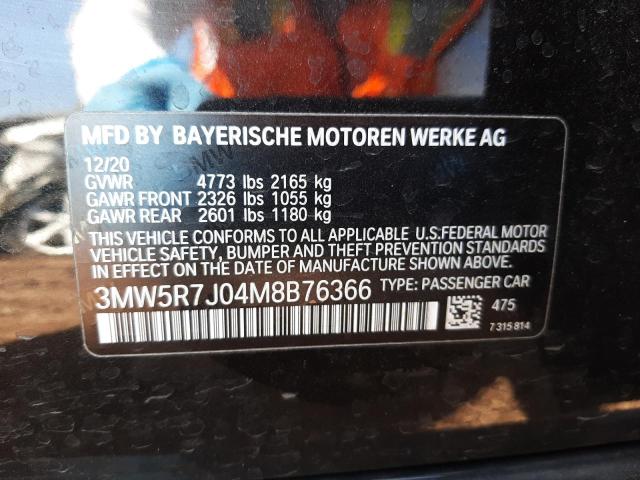 MFD BY BAYERISCHE MOTOREN WERKE AG
12/20
GVWR 4773 lbs 2165 kg
GAWR FRONT 2326 lbs 1055 kg
GAWR REAR 2601 lbs 1180 kg
THIS VEHICLE CONFORMS TO ALL APPLICABLE U.S.FEDERAL MOTOR
VEHICLE SAFETY, BUMPER AND THEFT PREVENTION STANDARDS
IN EFFECT ON THE DATE OF MANUFACTURE SHOWN ABOVE.
3MW5R7J04M8B76366 TYPE: PASSENGER CAR
475
7 315 814